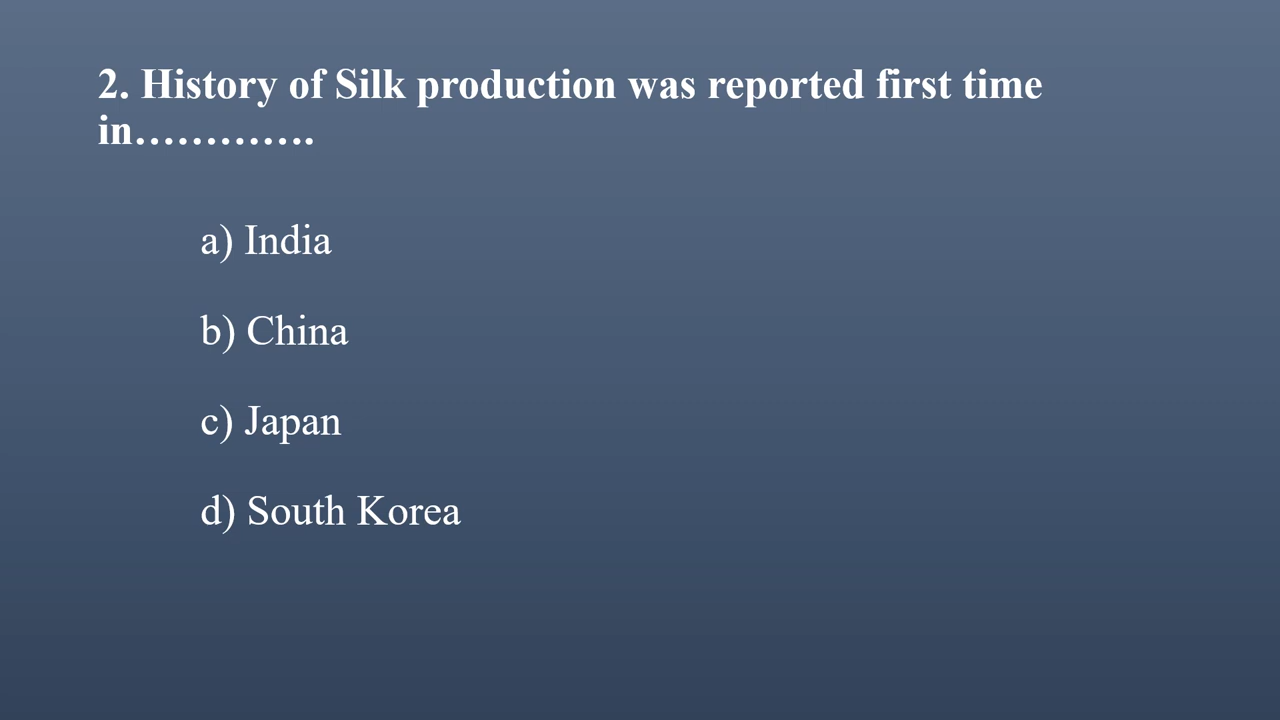 2. History of Silk production was reported first time
in………….
a) India
b) China
c) Japan
d) South Korea